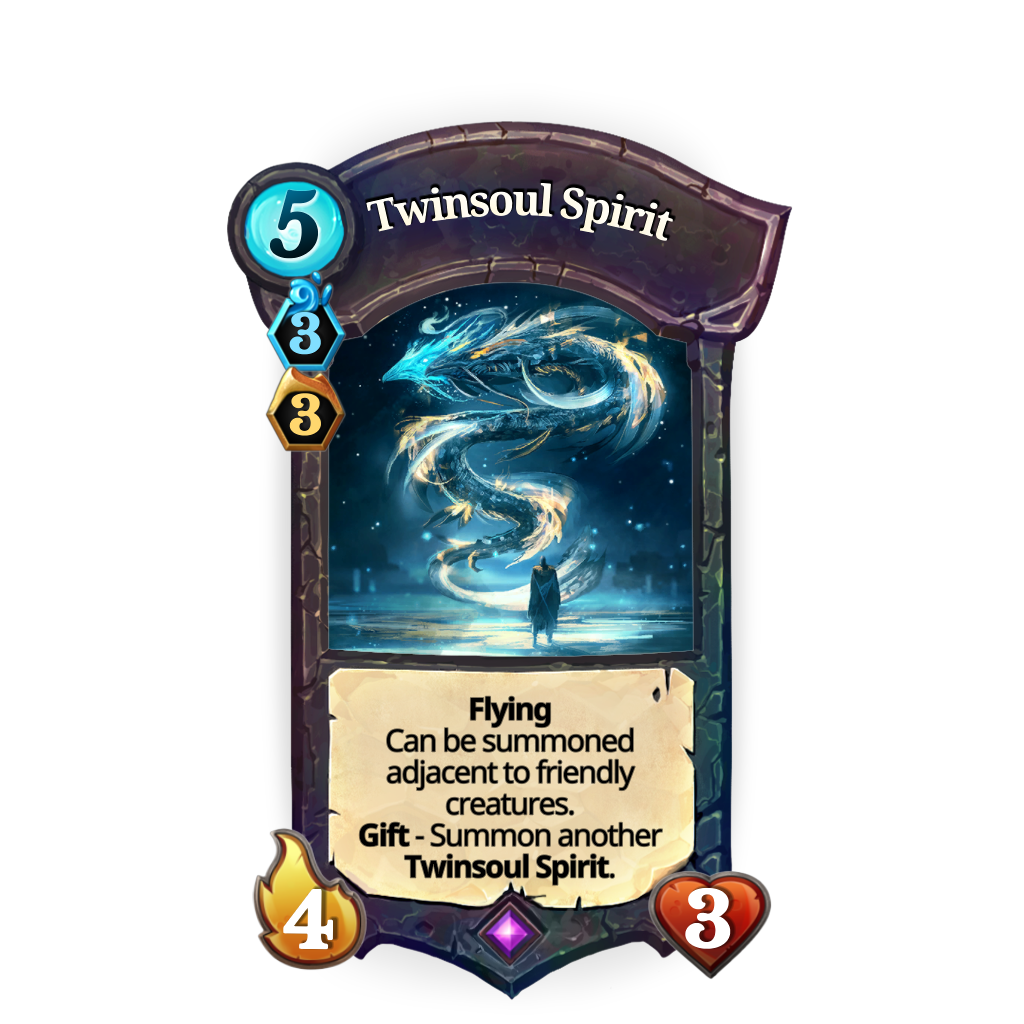 Twinsoul Spirit
5
3
3
Flying
Can be summoned
adjacent to friendly
creatures.
Gift - Summon another
Twinsoul Spirit.
4
3